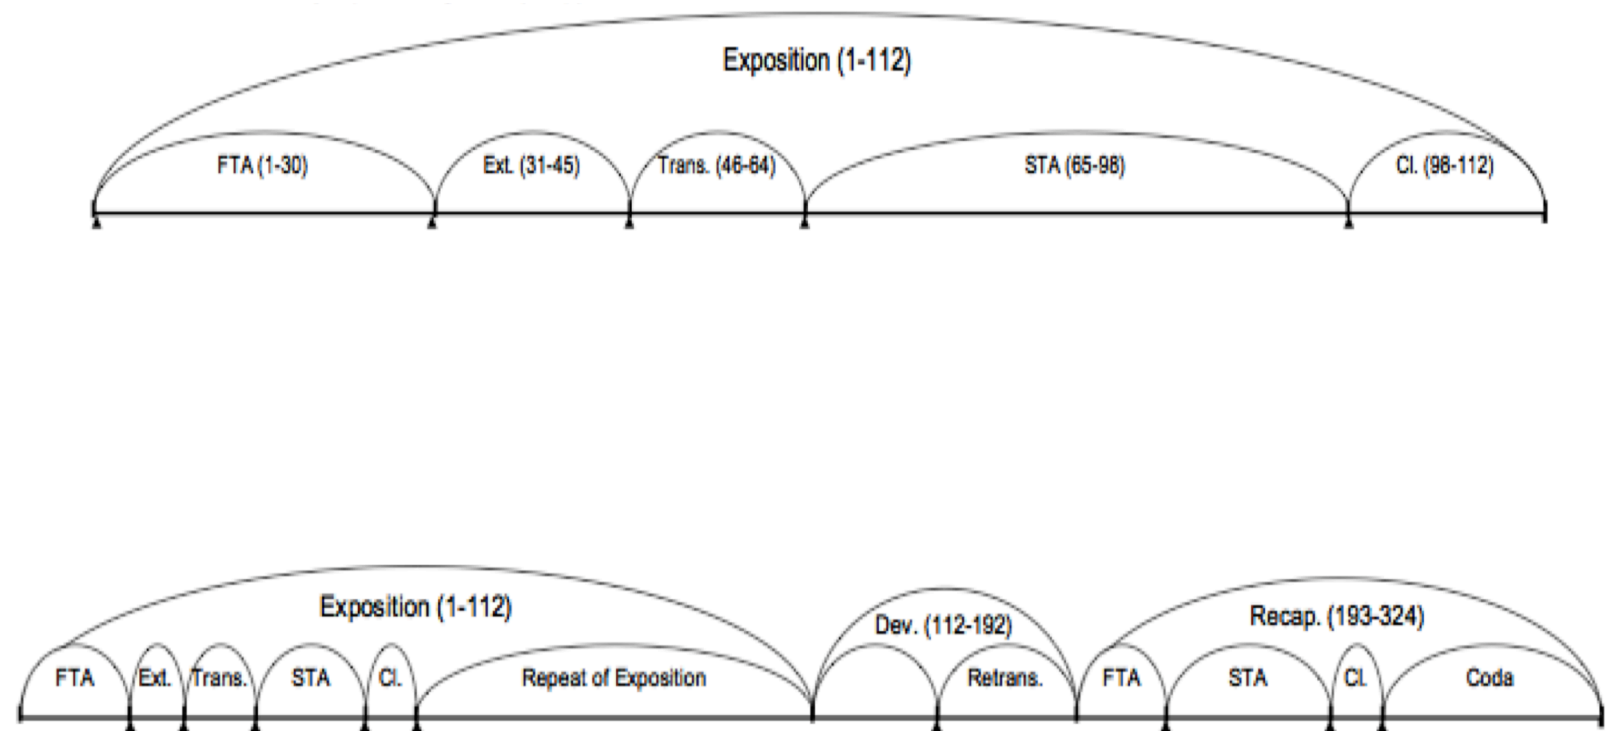 Exposition (1-112)
FTA (1-30) Ext. (31-45) Trans. (46-64) STA (65-98) Cl. (98-112)
Exposition (1-112) Dev. (112-192) Recap. (193-324)
FTA Ext. Trans. STA Cl. Repeat of Exposition Retrans. FTA STA Cl. Coda